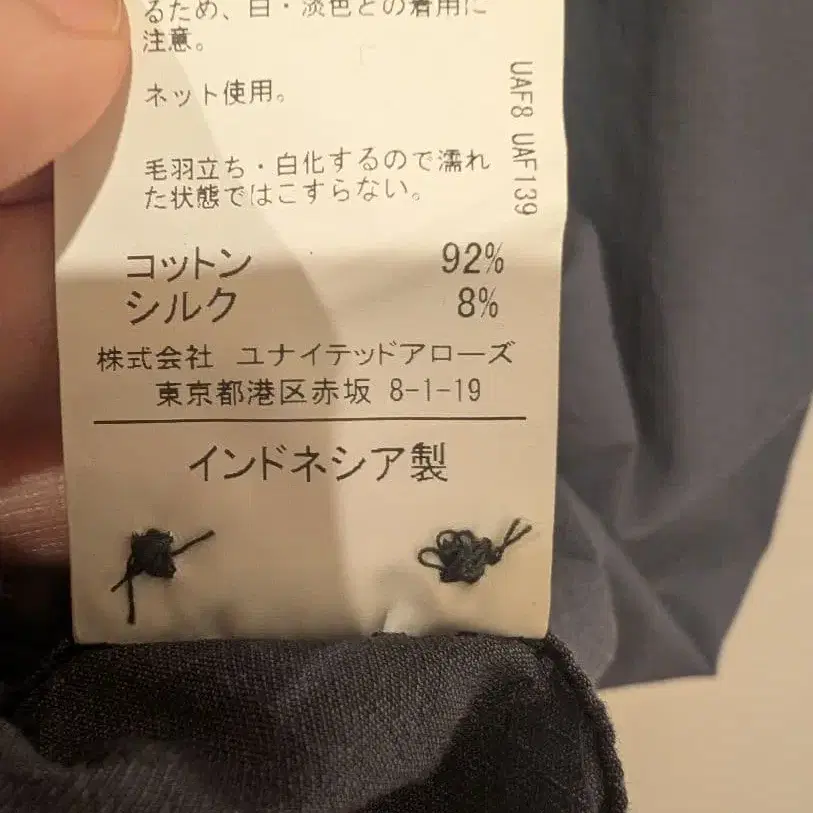 るため、白・淡色との着用に
注意。
ネット使用。
毛羽立ち・白化するので濡れ
た状態ではこすらない。
コットン 92%
シルク 8%
株式会社 ユナイテッドアローズ
東京都港区赤坂 8-1-19
インドネシア製
UAF8 UAF139